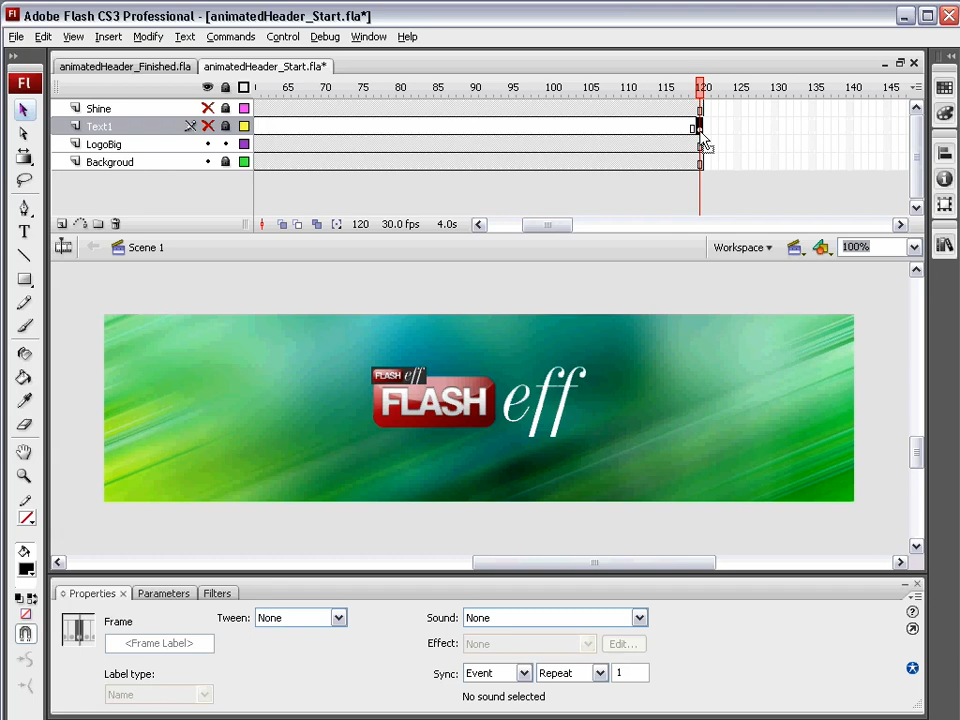 Fl Adobe Flash CS3 Professional - [animatedHeader_Start.fla*]
File Edit View Insert Modify Text Commands Control Debug Window Help
Fl
animatedHeader_Finished.fla animatedHeader_Start.fla*
65 70 75 80 85 90 95 100 105 110 115 120 125 130 135 140 145
Shine
Text1
LogoBig
Backgroud
120 30.0 fps 4.0s
Scene 1 Workspace 100%
FLASH eff
FLASH eff
Properties Parameters Filters
Frame Tween: None Sound: None
<Frame Label> Effect: None Edit...
Label type: Sync: Event Repeat 1
Name No sound selected